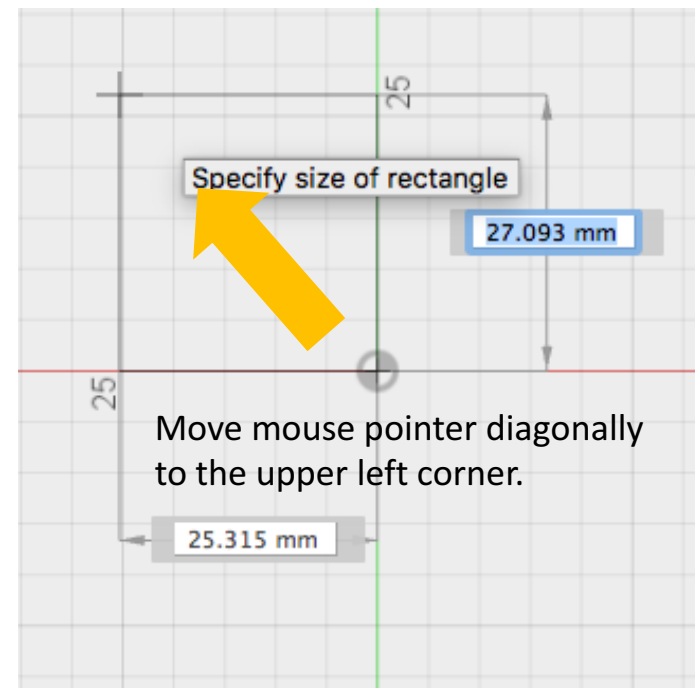 25
Specify size of rectangle
27.093 mm
25
Move mouse pointer diagonally
to the upper left corner.
25.315 mm